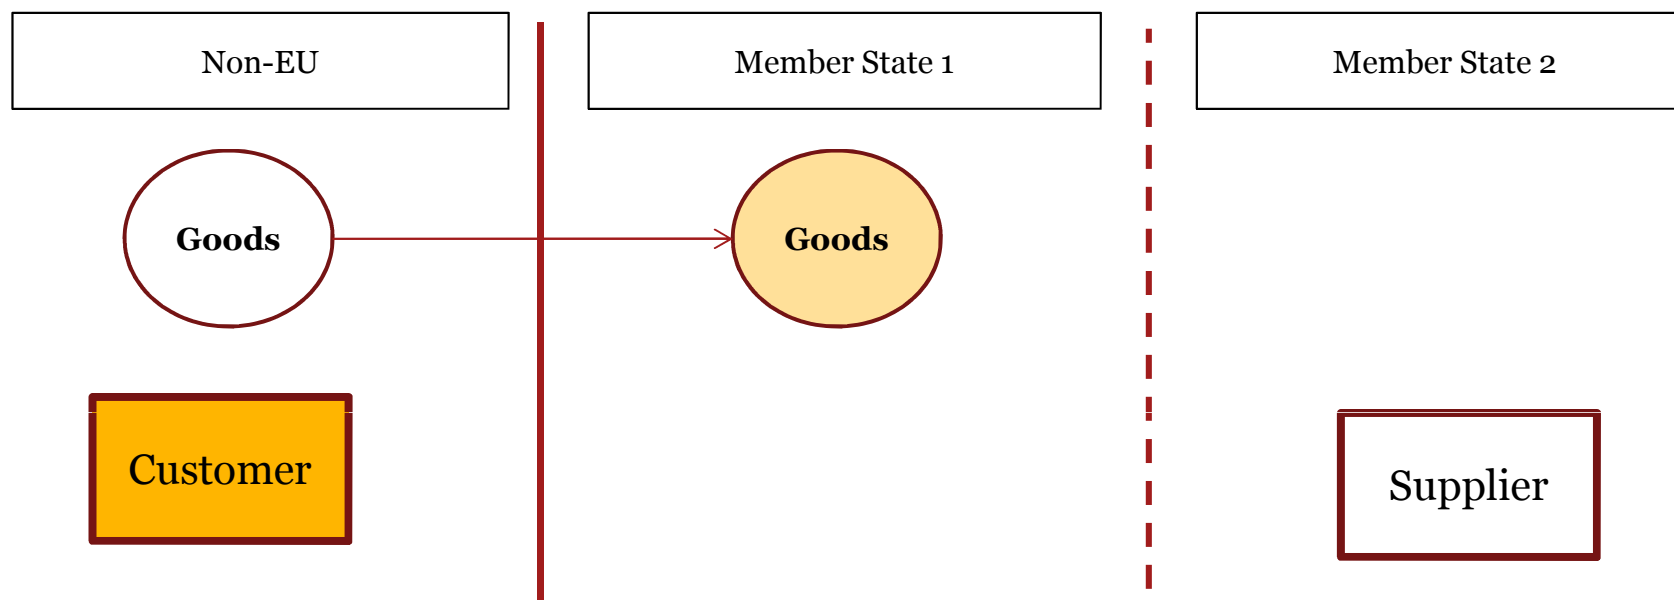 Non-EU
Member State 1
Member State 2
Goods
Goods
Customer
Supplier